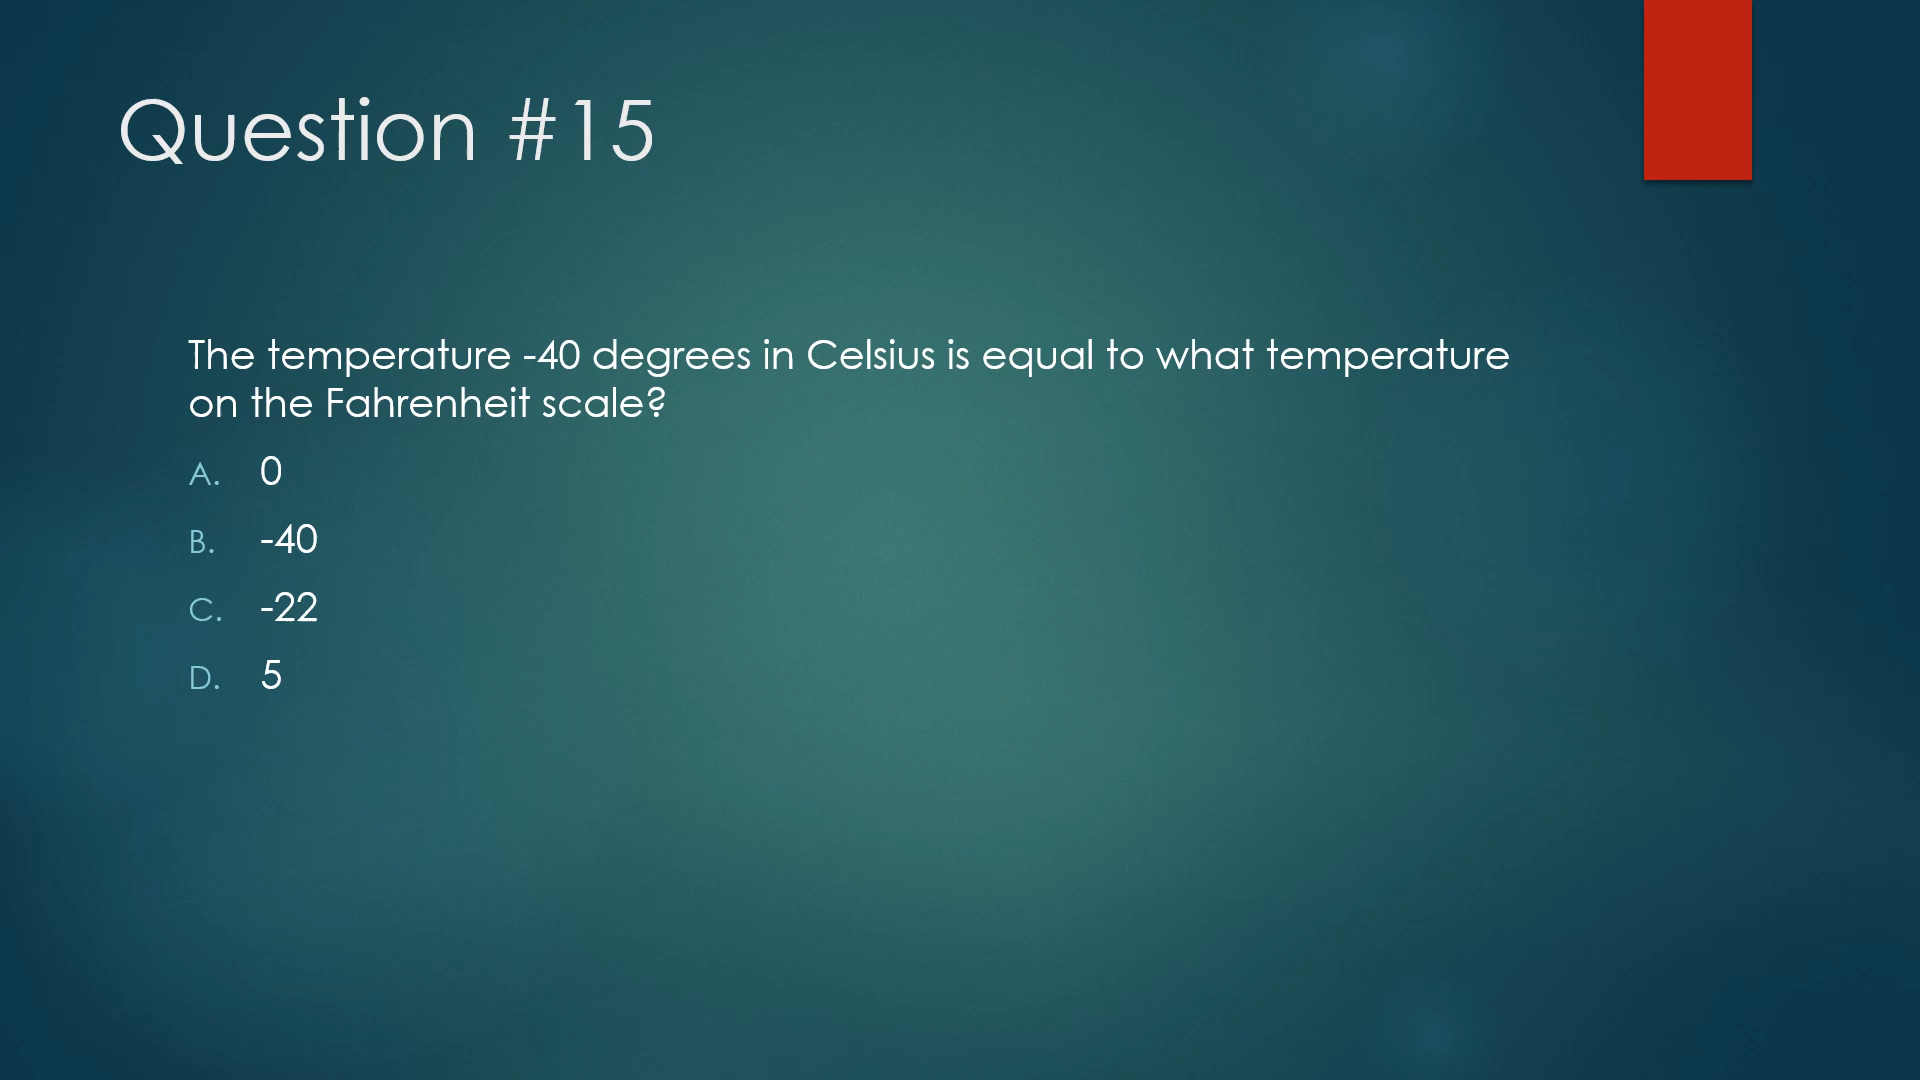 Question #15
The temperature -40 degrees in Celsius is equal to what temperature
on the Fahrenheit scale?
A. 0
B. -40
C. -22
D. 5